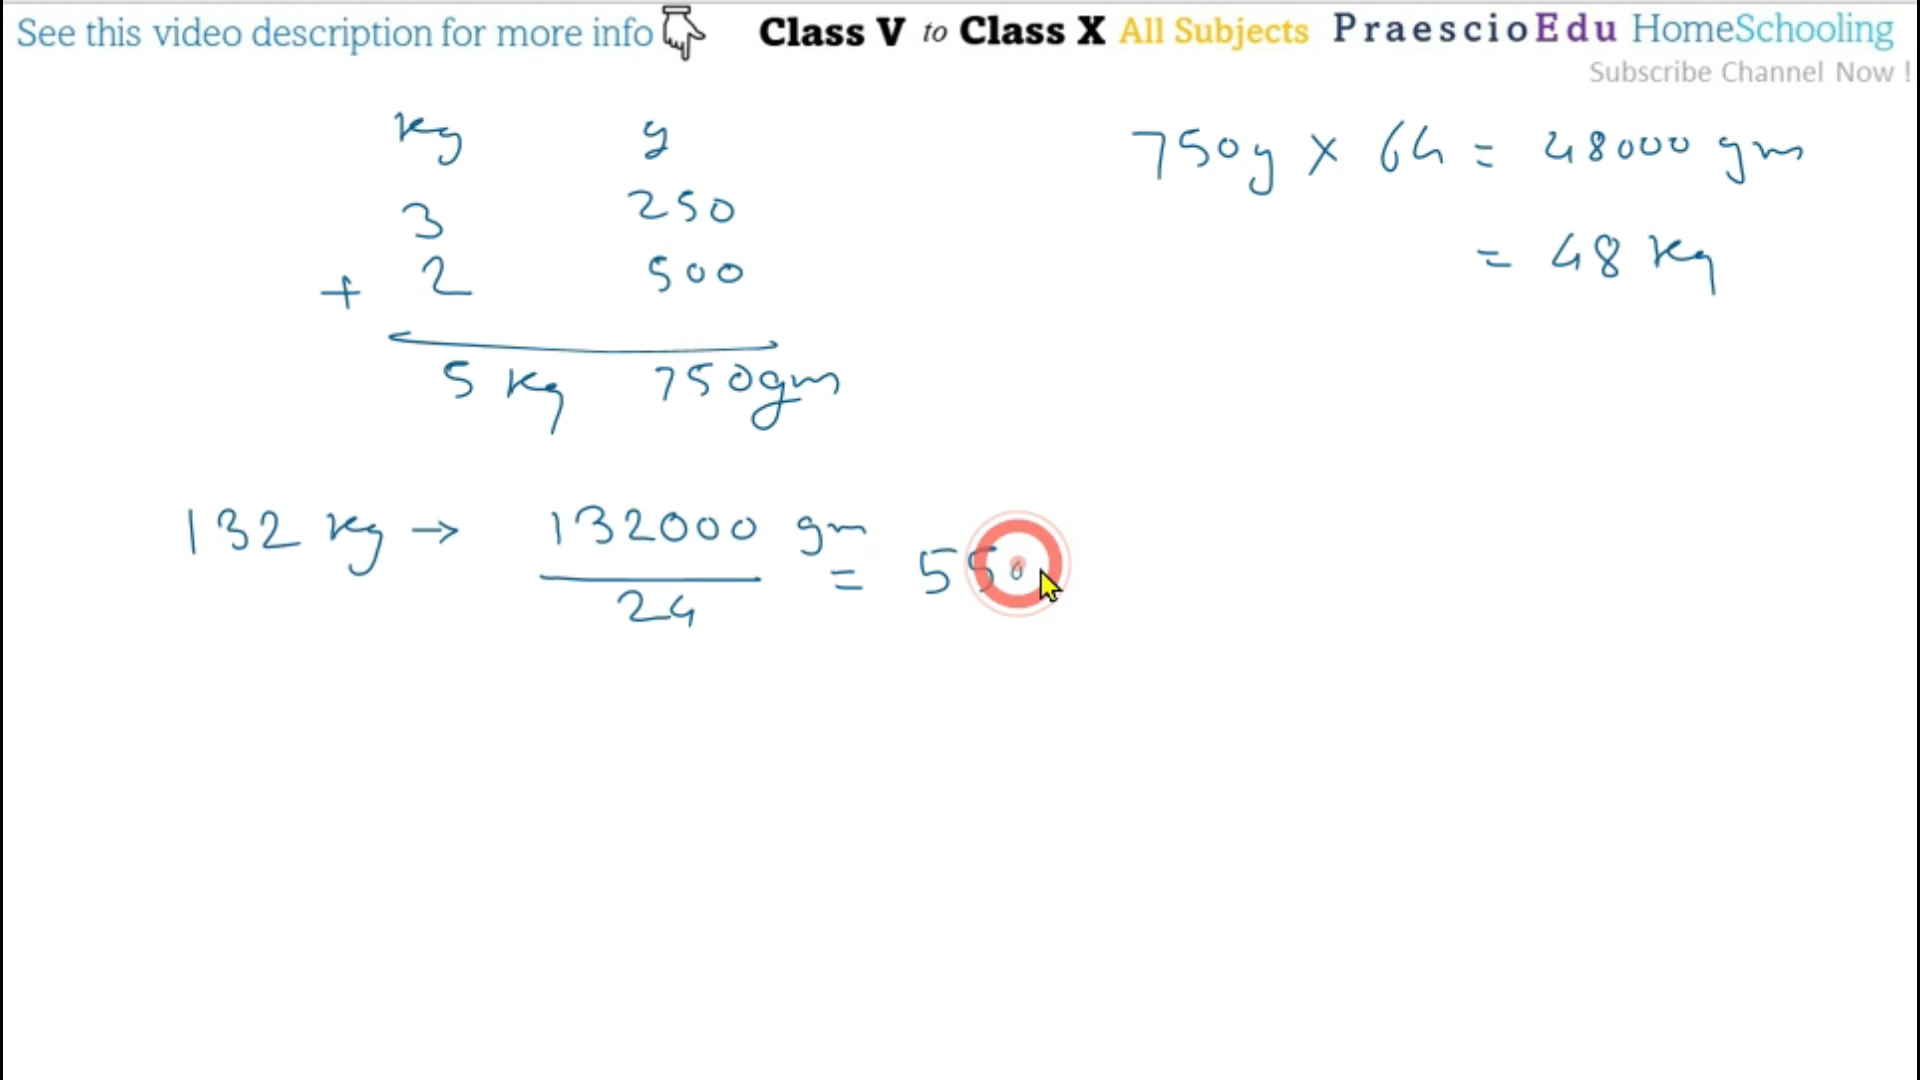 See this video description for more info Class V to Class X All Subjects PraescioEdu HomeSchooling
Subscribe Channel Now !
kg g
3 250
+ 2 500
5 kg 750gm
750g × 64 = 48000 gm
= 48 kg
132 kg → 132000 gm
24
= 550